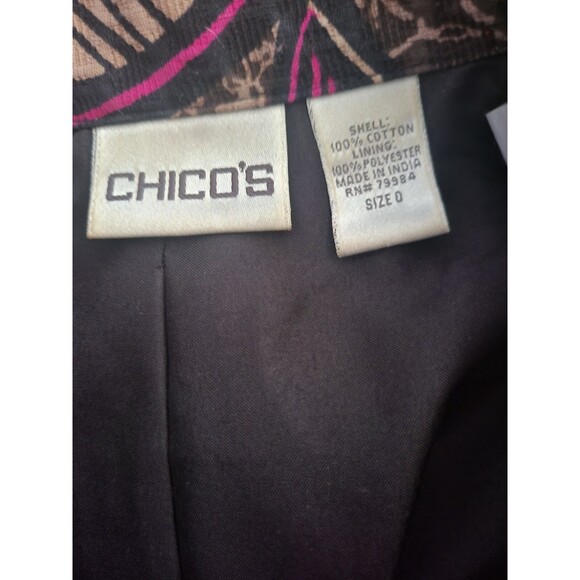 CHICO'S
SHELL:
100% COTTON
LINING:
100% POLYESTER
MADE IN INDIA
RN# 79984
SIZE 0